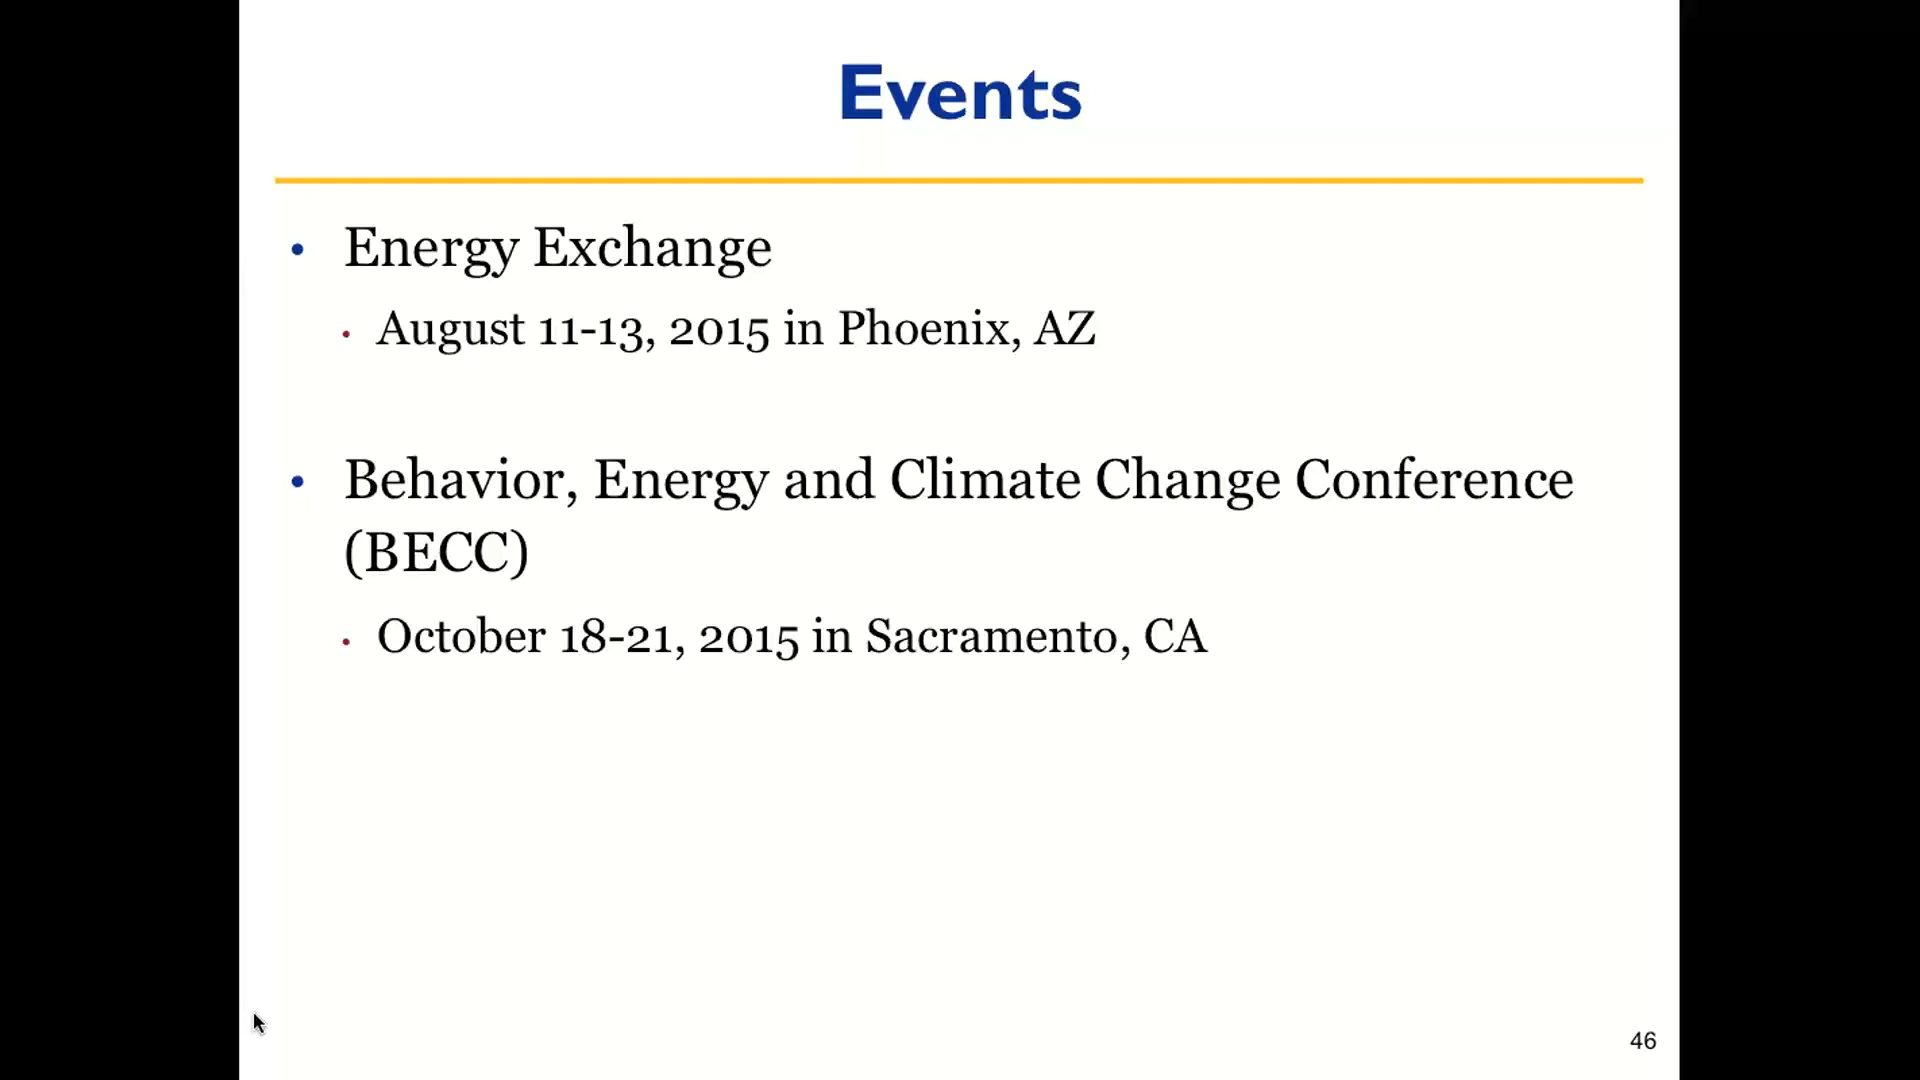 Events
• Energy Exchange
• August 11-13, 2015 in Phoenix, AZ
• Behavior, Energy and Climate Change Conference
(BECC)
• October 18-21, 2015 in Sacramento, CA
46